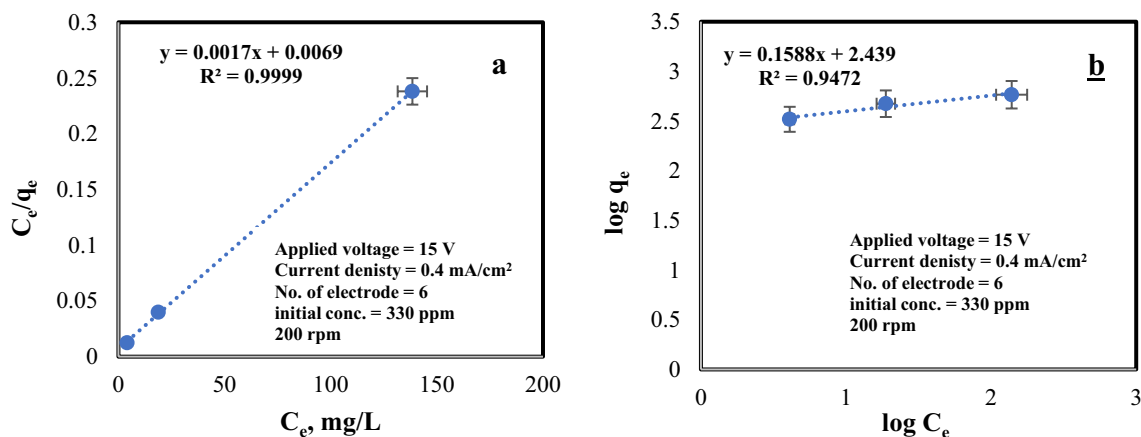 y = 0.0017x + 0.0069
R² = 0.9999
a
0.3
0.25
0.2
0.15
0.1
0.05
0
Cₑ/qₑ
Applied voltage = 15 V
Current denisty = 0.4 mA/cm²
No. of electrode = 6
initial conc. = 330 ppm
200 rpm
0 50 100 150 200
Cₑ, mg/L
y = 0.1588x + 2.439
R² = 0.9472
b
3.5
3
2.5
2
1.5
1
0.5
0
log qₑ
Applied voltage = 15 V
Current denisty = 0.4 mA/cm²
No. of electrode = 6
initial conc. = 330 ppm
200 rpm
0 1 2 3
log Cₑ